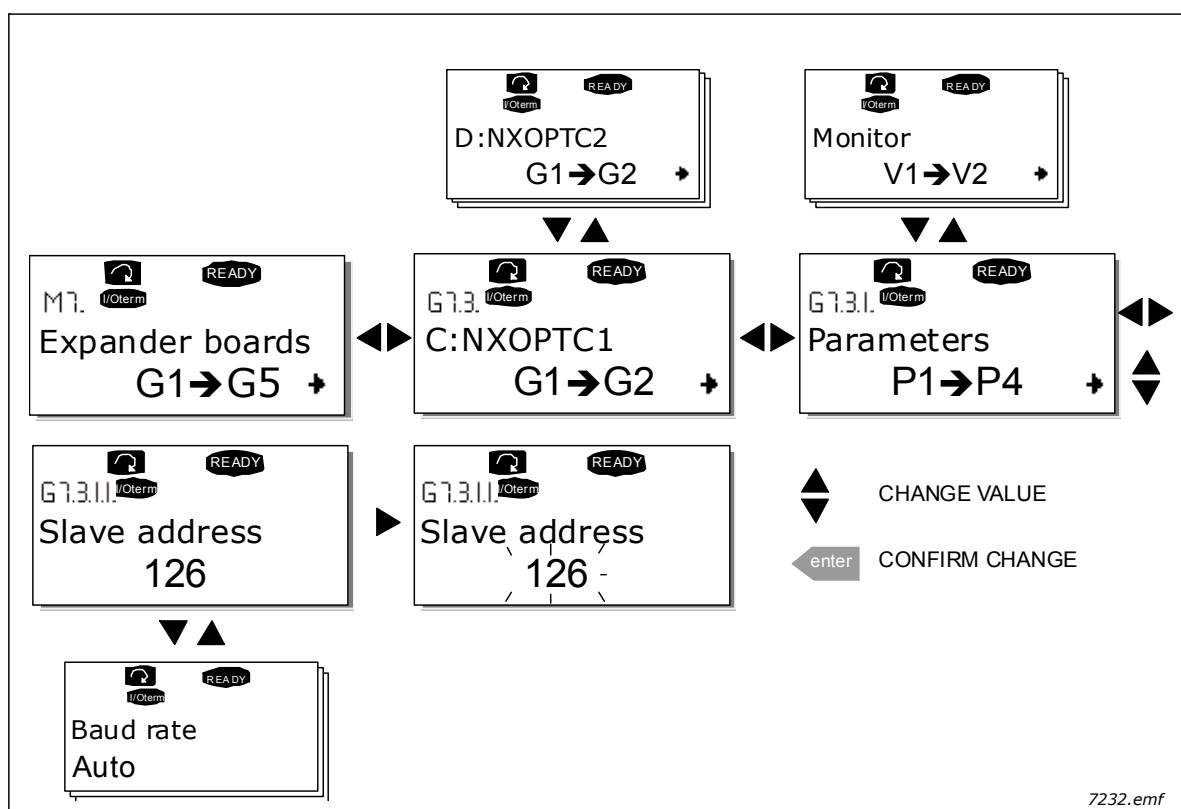 READY
I/Oterm
D:NXOPTC2
G1➔G2
READY
I/Oterm
Monitor
V1➔V2
READY
M7. I/Oterm
Expander boards
G1➔G5
READY
G7.3. I/Oterm
C:NXOPTC1
G1➔G2
READY
G7.3.1. I/Oterm
Parameters
P1➔P4
READY
G7.3.1.1. I/Oterm
Slave address
126
READY
G7.3.1.1. I/Oterm
Slave address
126
CHANGE VALUE
enter CONFIRM CHANGE
READY
I/Oterm
Baud rate
Auto
7232.emf